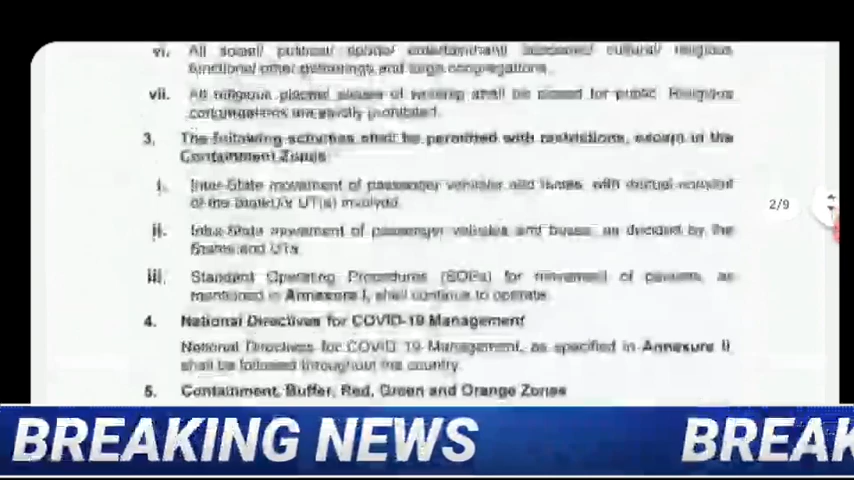 vi. All social/ political/ sports/ entertainment/ academic/ cultural/ religious
functions/ other gatherings and large congregations.
vii. All religious places/ places of worship shall be closed for public. Religious
congregations are strictly prohibited.
3. The following activities shall be permitted with restrictions, except in the
Containment Zones:
i. Inter-State movement of passenger vehicles and buses, with mutual consent
of the State/UT(s) involved.
ii. Intra-State movement of passenger vehicles and buses, as decided by the
States and UTs.
iii. Standard Operating Procedures (SOPs) for movement of persons, as
mentioned in Annexure I, shall continue to operate.
4. National Directives for COVID-19 Management
National Directives for COVID 19 Management, as specified in Annexure II,
shall be followed throughout the country.
5. Containment, Buffer, Red, Green and Orange Zones
2/9
BREAKING NEWS BREAK